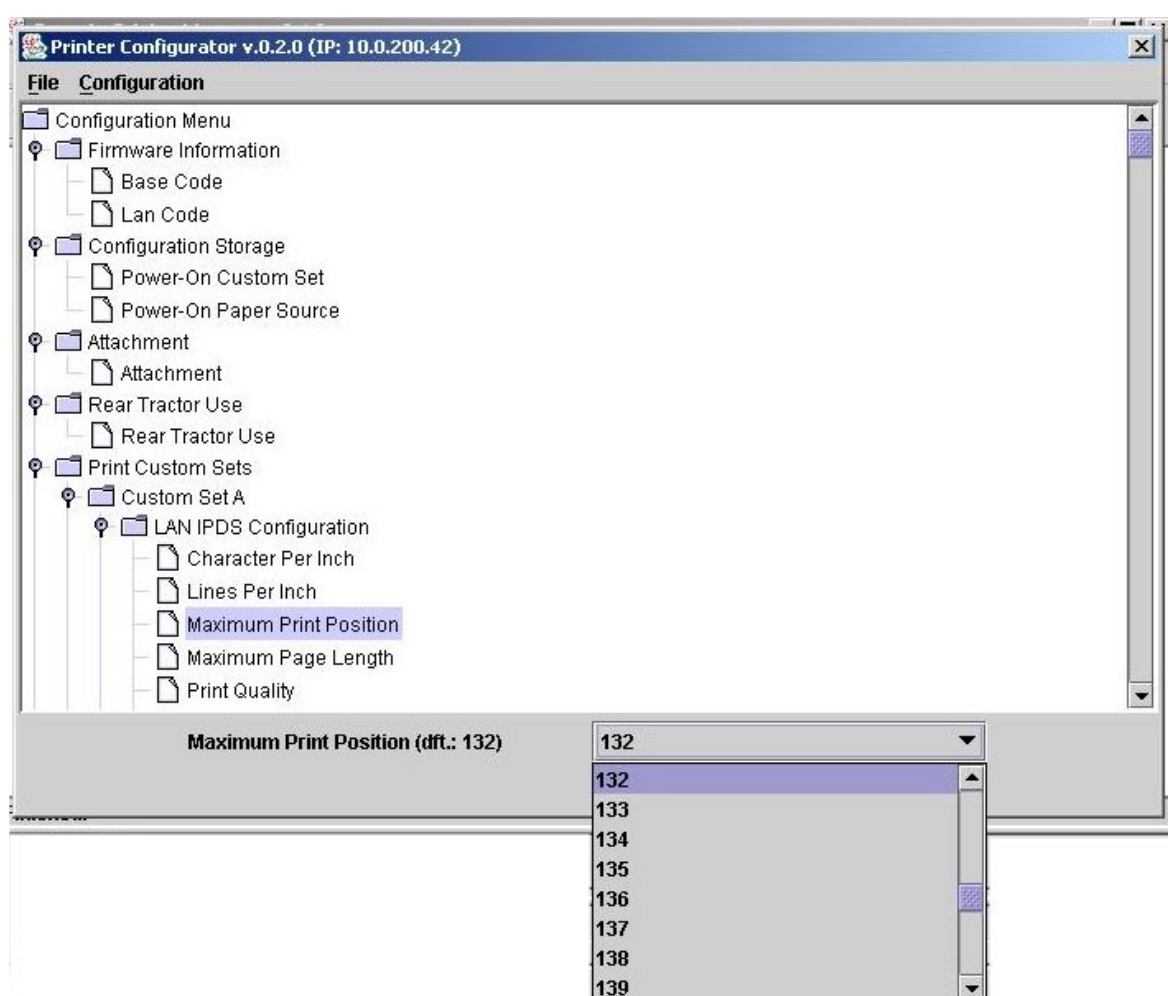 Printer Configurator v.0.2.0 (IP: 10.0.200.42)
File Configuration
Configuration Menu
Firmware Information
Base Code
Lan Code
Configuration Storage
Power-On Custom Set
Power-On Paper Source
Attachment
Attachment
Rear Tractor Use
Rear Tractor Use
Print Custom Sets
Custom Set A
LAN IPDS Configuration
Character Per Inch
Lines Per Inch
Maximum Print Position
Maximum Page Length
Print Quality
Maximum Print Position (dft.: 132) 132
132
133
134
135
136
137
138
139